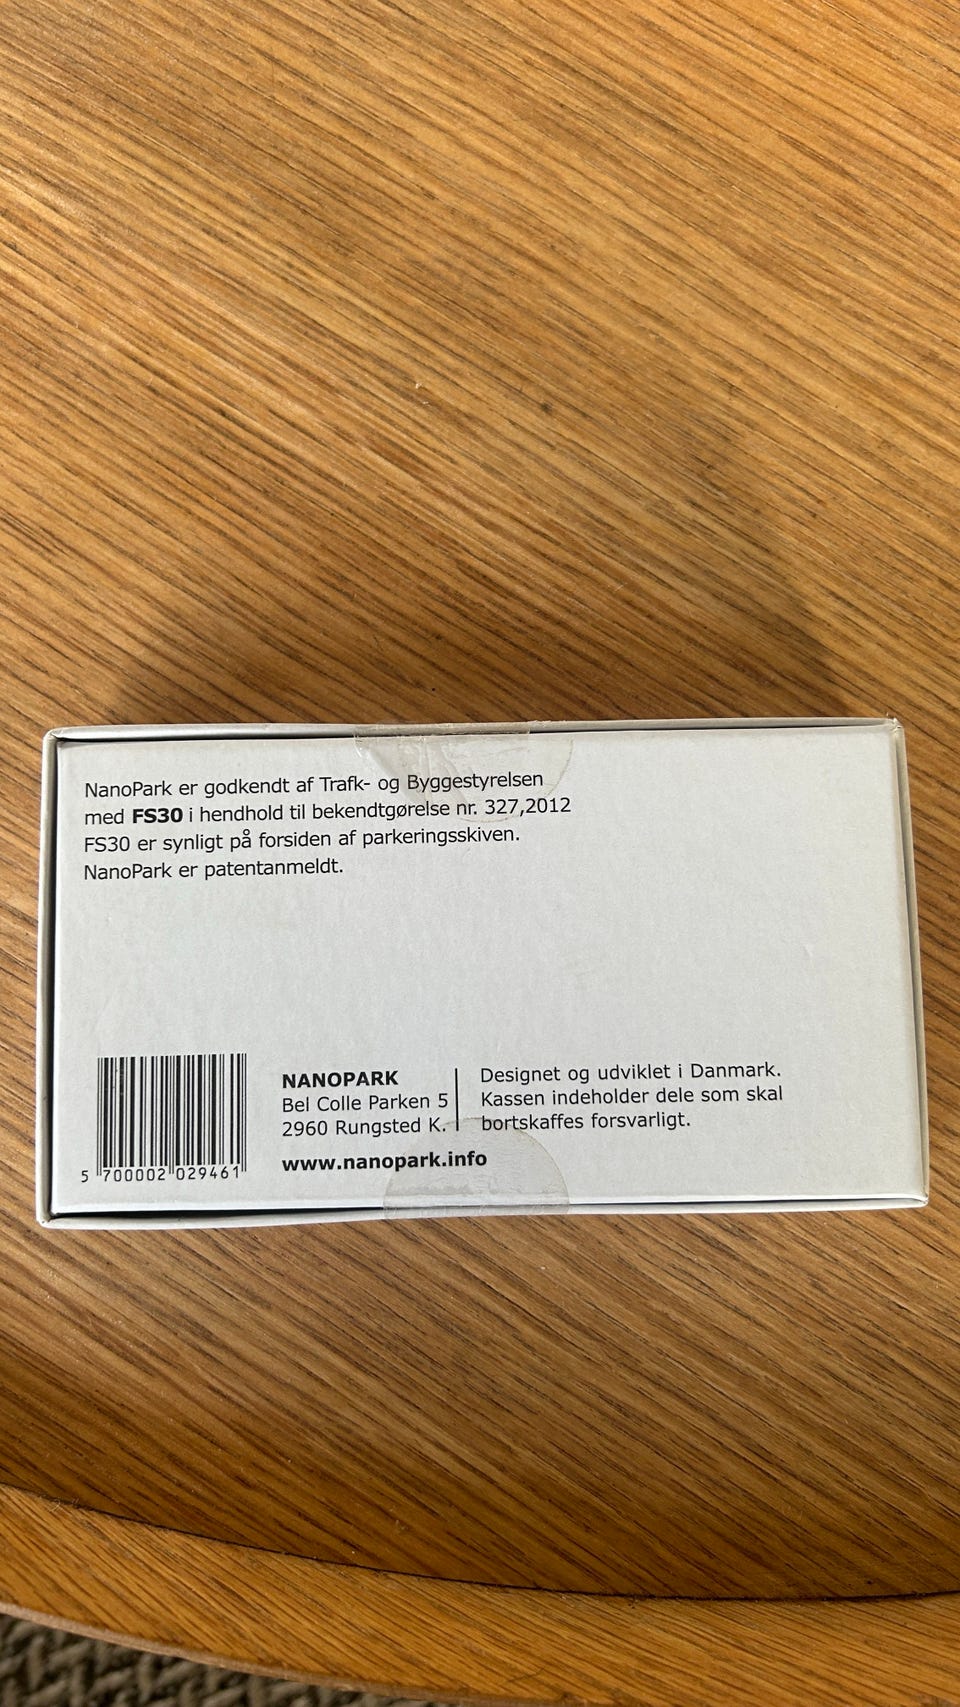 NanoPark er godkendt af Trafk- og Byggestyrelsen
med FS30 i hendhold til bekendtgørelse nr. 327,2012
FS30 er synligt på forsiden af parkeringsskiven.
NanoPark er patentanmeldt.
5 700002 029461
NANOPARK
Bel Colle Parken 5
2960 Rungsted K.
www.nanopark.info
Designet og udviklet i Danmark.
Kassen indeholder dele som skal
bortskaffes forsvarligt.